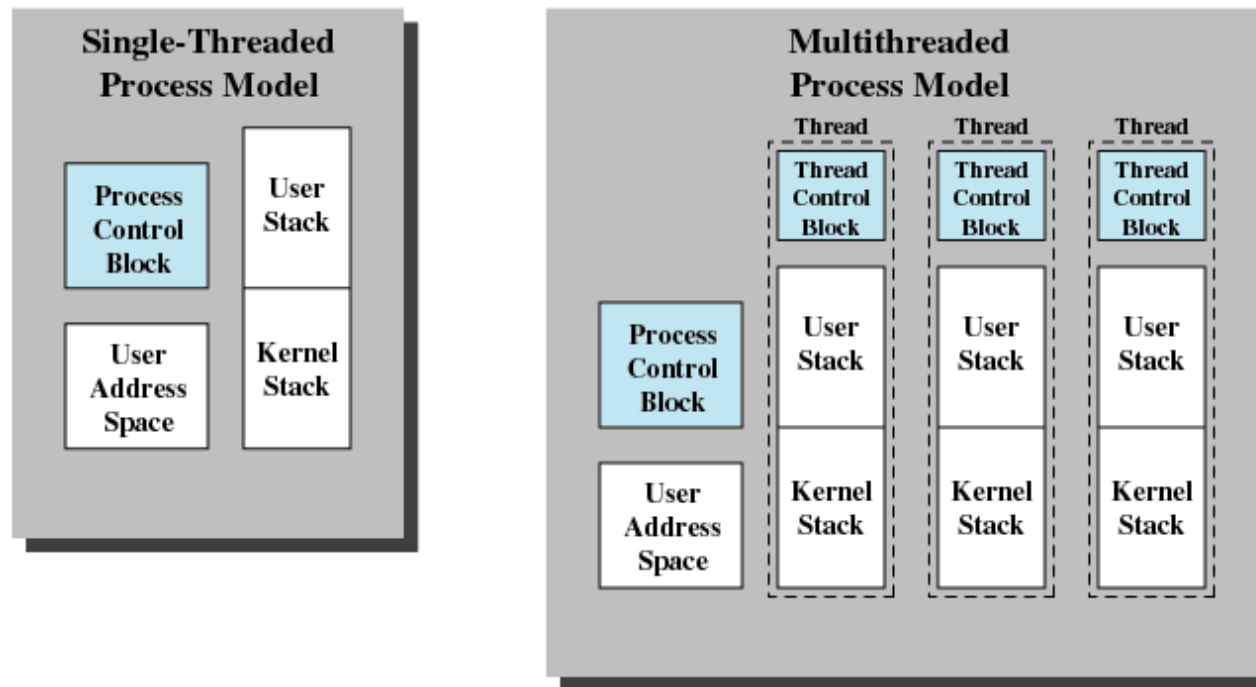 Single-Threaded
Process Model
Process
Control
Block
User
Stack
User
Address
Space
Kernel
Stack
Multithreaded
Process Model
Process
Control
Block
User
Address
Space
Thread
Thread
Control
Block
User
Stack
Kernel
Stack
Thread
Thread
Control
Block
User
Stack
Kernel
Stack
Thread
Thread
Control
Block
User
Stack
Kernel
Stack